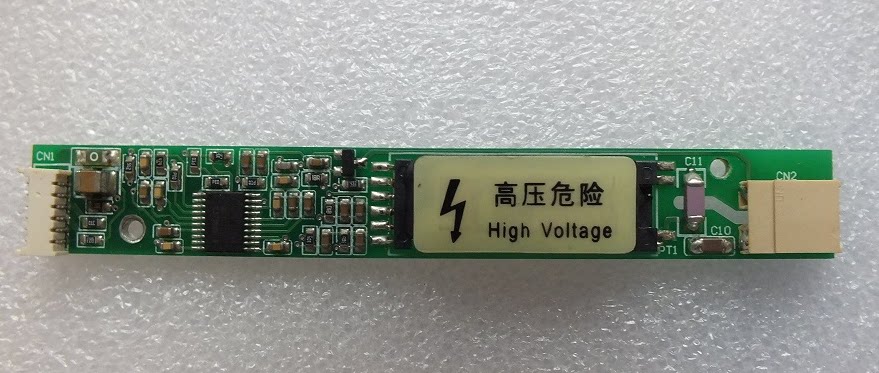 CN1
高压危险
High Voltage
C11
CN2
C10
PT1